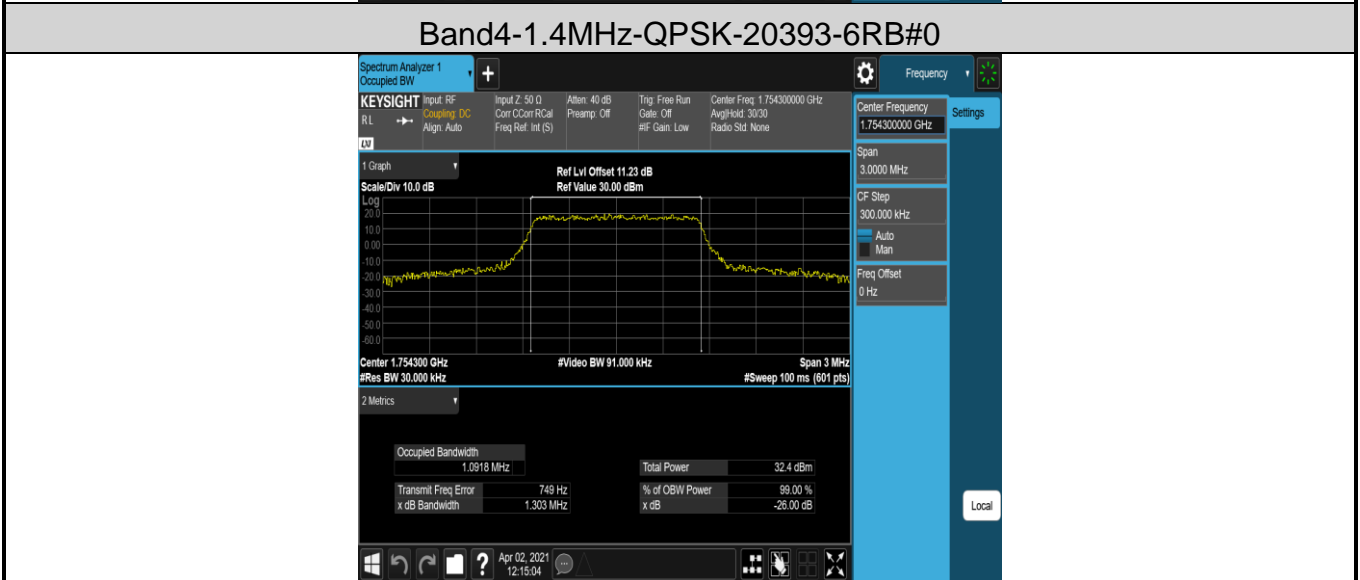 Band4-1.4MHz-QPSK-20393-6RB#0
Spectrum Analyzer 1
Occupied BW
+
Frequency
KEYSIGHT
RL
Input: RF
Coupling: DC
Align: Auto
Input Z: 50 Ω
Corr CCorr RCal
Freq Ref: Int (S)
Atten: 40 dB
Preamp: Off
Trig: Free Run
Gate: Off
#IF Gain: Low
Center Freq: 1.754300000 GHz
Avg|Hold: 30/30
Radio Std: None
LXI
Center Frequency
1.754300000 GHz
Settings
Span
3.0000 MHz
CF Step
300.000 kHz
Auto
Man
Freq Offset
0 Hz
1 Graph
Scale/Div 10.0 dB
Ref Lvl Offset 11.23 dB
Ref Value 30.00 dBm
Log
20.0
10.0
0.00
-10.0
-20.0
-30.0
-40.0
-50.0
-60.0
Center 1.754300 GHz
#Video BW 91.000 kHz
Span 3 MHz
#Res BW 30.000 kHz
#Sweep 100 ms (601 pts)
2 Metrics
Occupied Bandwidth
1.0918 MHz
Total Power 32.4 dBm
Transmit Freq Error 749 Hz
% of OBW Power 99.00 %
x dB Bandwidth 1.303 MHz
x dB -26.00 dB
Local
?
Apr 02, 2021
12:15:04